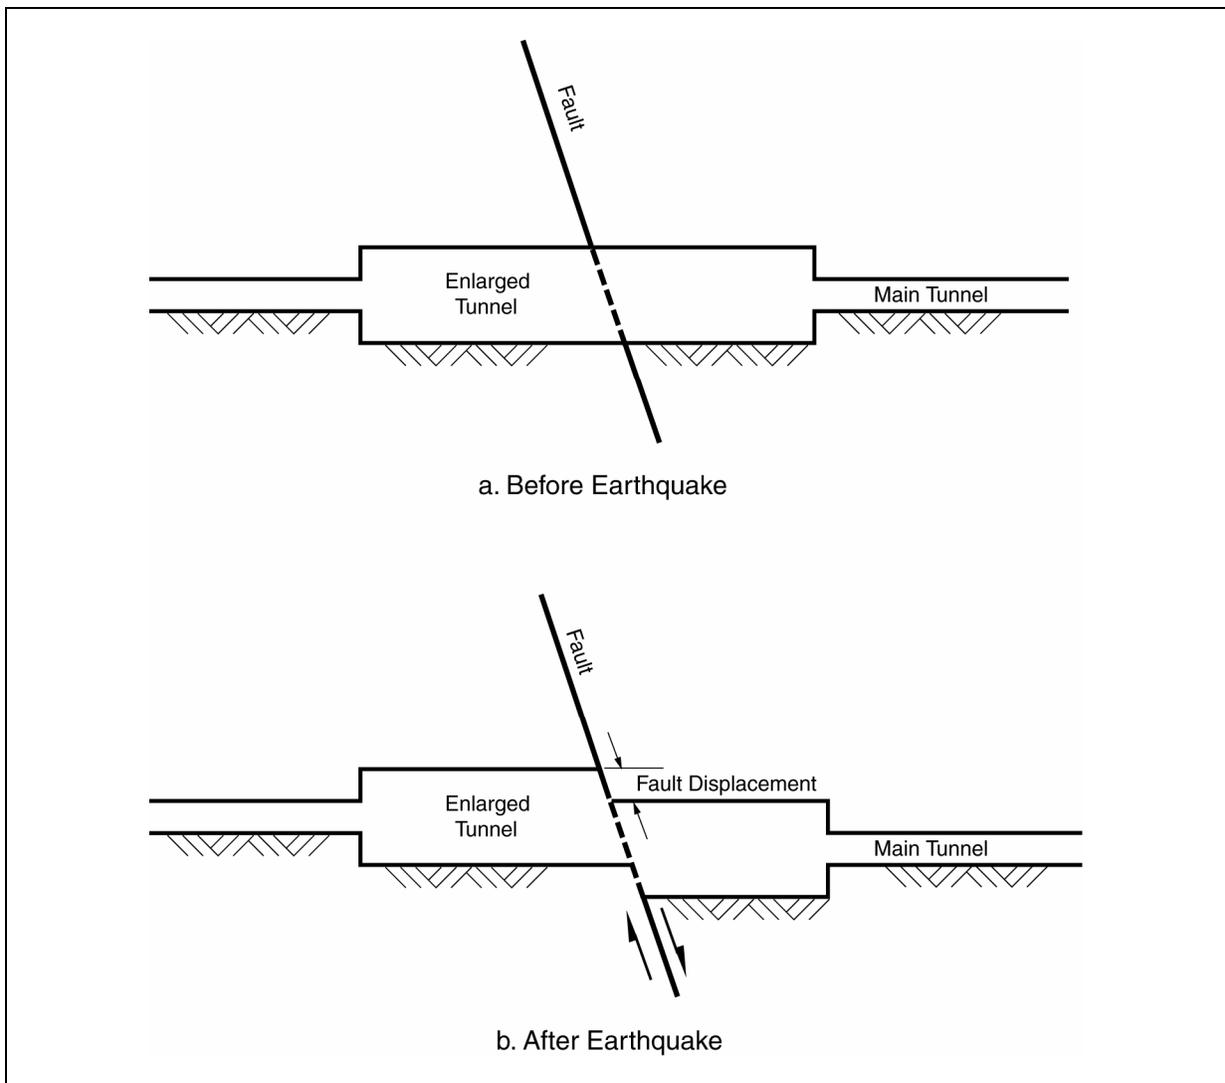 Fault
Enlarged
Tunnel
Main Tunnel
a. Before Earthquake
Fault
Fault Displacement
Enlarged
Tunnel
Main Tunnel
b. After Earthquake